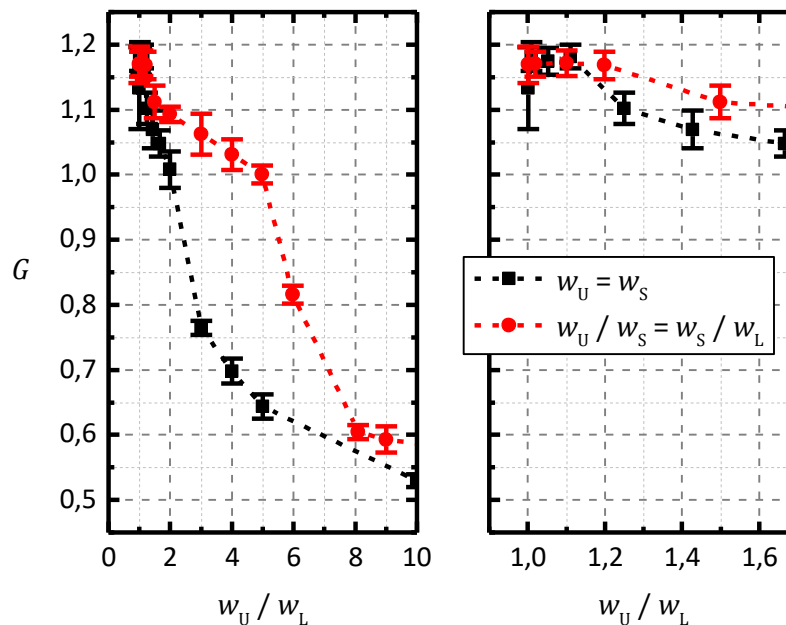 1,2
1,1
1,0
0,9
0,8
0,7
0,6
0,5
G
0 2 4 6 8 10
w_U / w_L
1,0 1,2 1,4 1,6
w_U / w_L
w_U = w_S
w_U / w_S = w_S / w_L